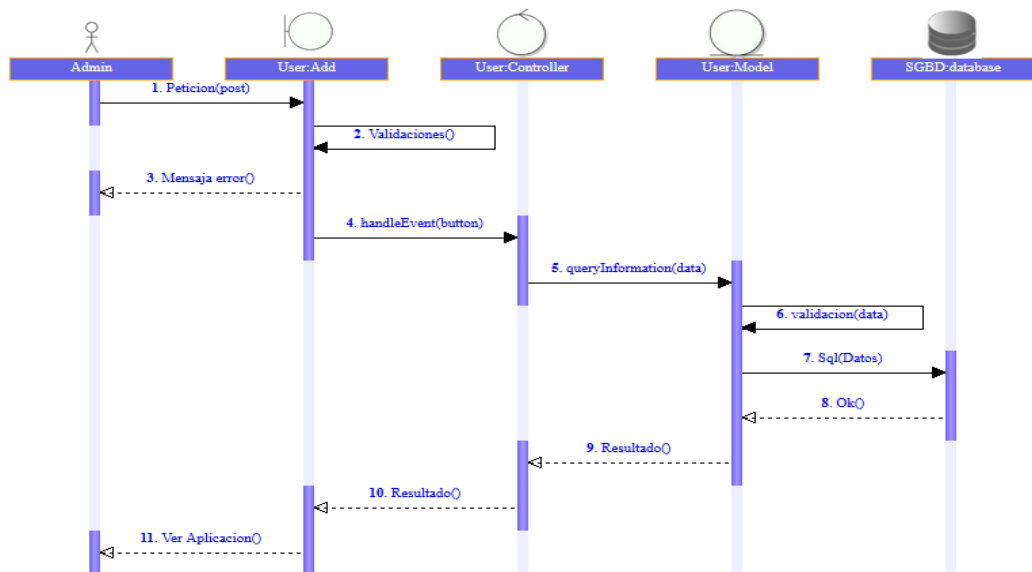 Admin
User:Add
User:Controller
User:Model
SGBD:database
1. Peticion(post)
2. Validaciones()
3. Mensaja error()
4. handleEvent(button)
5. queryInformation(data)
6. validacion(data)
7. Sql(Datos)
8. Ok()
9. Resultado()
10. Resultado()
11. Ver Aplicacion()